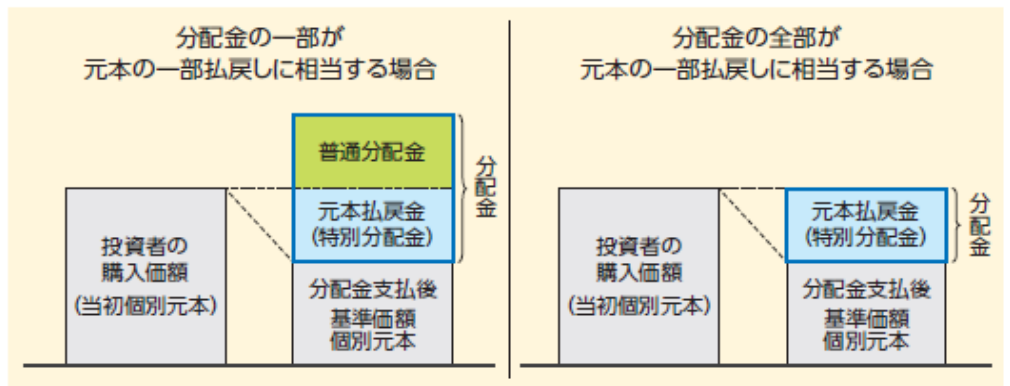 分配金の一部が
元本の一部払戻しに相当する場合
普通分配金
元本払戻金
(特別分配金)
分配金
投資者の
購入価額
(当初個別元本)
分配金支払後
基準価額
個別元本
分配金の全部が
元本の一部払戻しに相当する場合
元本払戻金
(特別分配金)
分配金
投資者の
購入価額
(当初個別元本)
分配金支払後
基準価額
個別元本